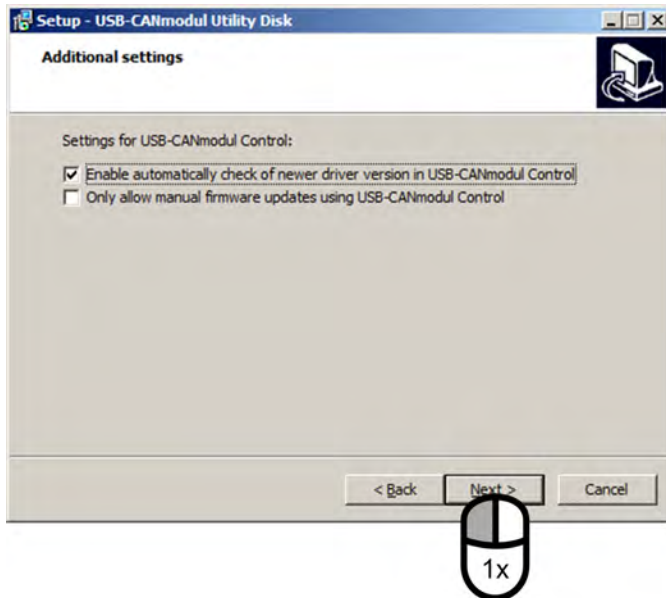 Setup - USB-CANmodul Utility Disk
Additional settings
Settings for USB-CANmodul Control:
Enable automatically check of newer driver version in USB-CANmodul Control
Only allow manual firmware updates using USB-CANmodul Control
< Back Next > Cancel
1x